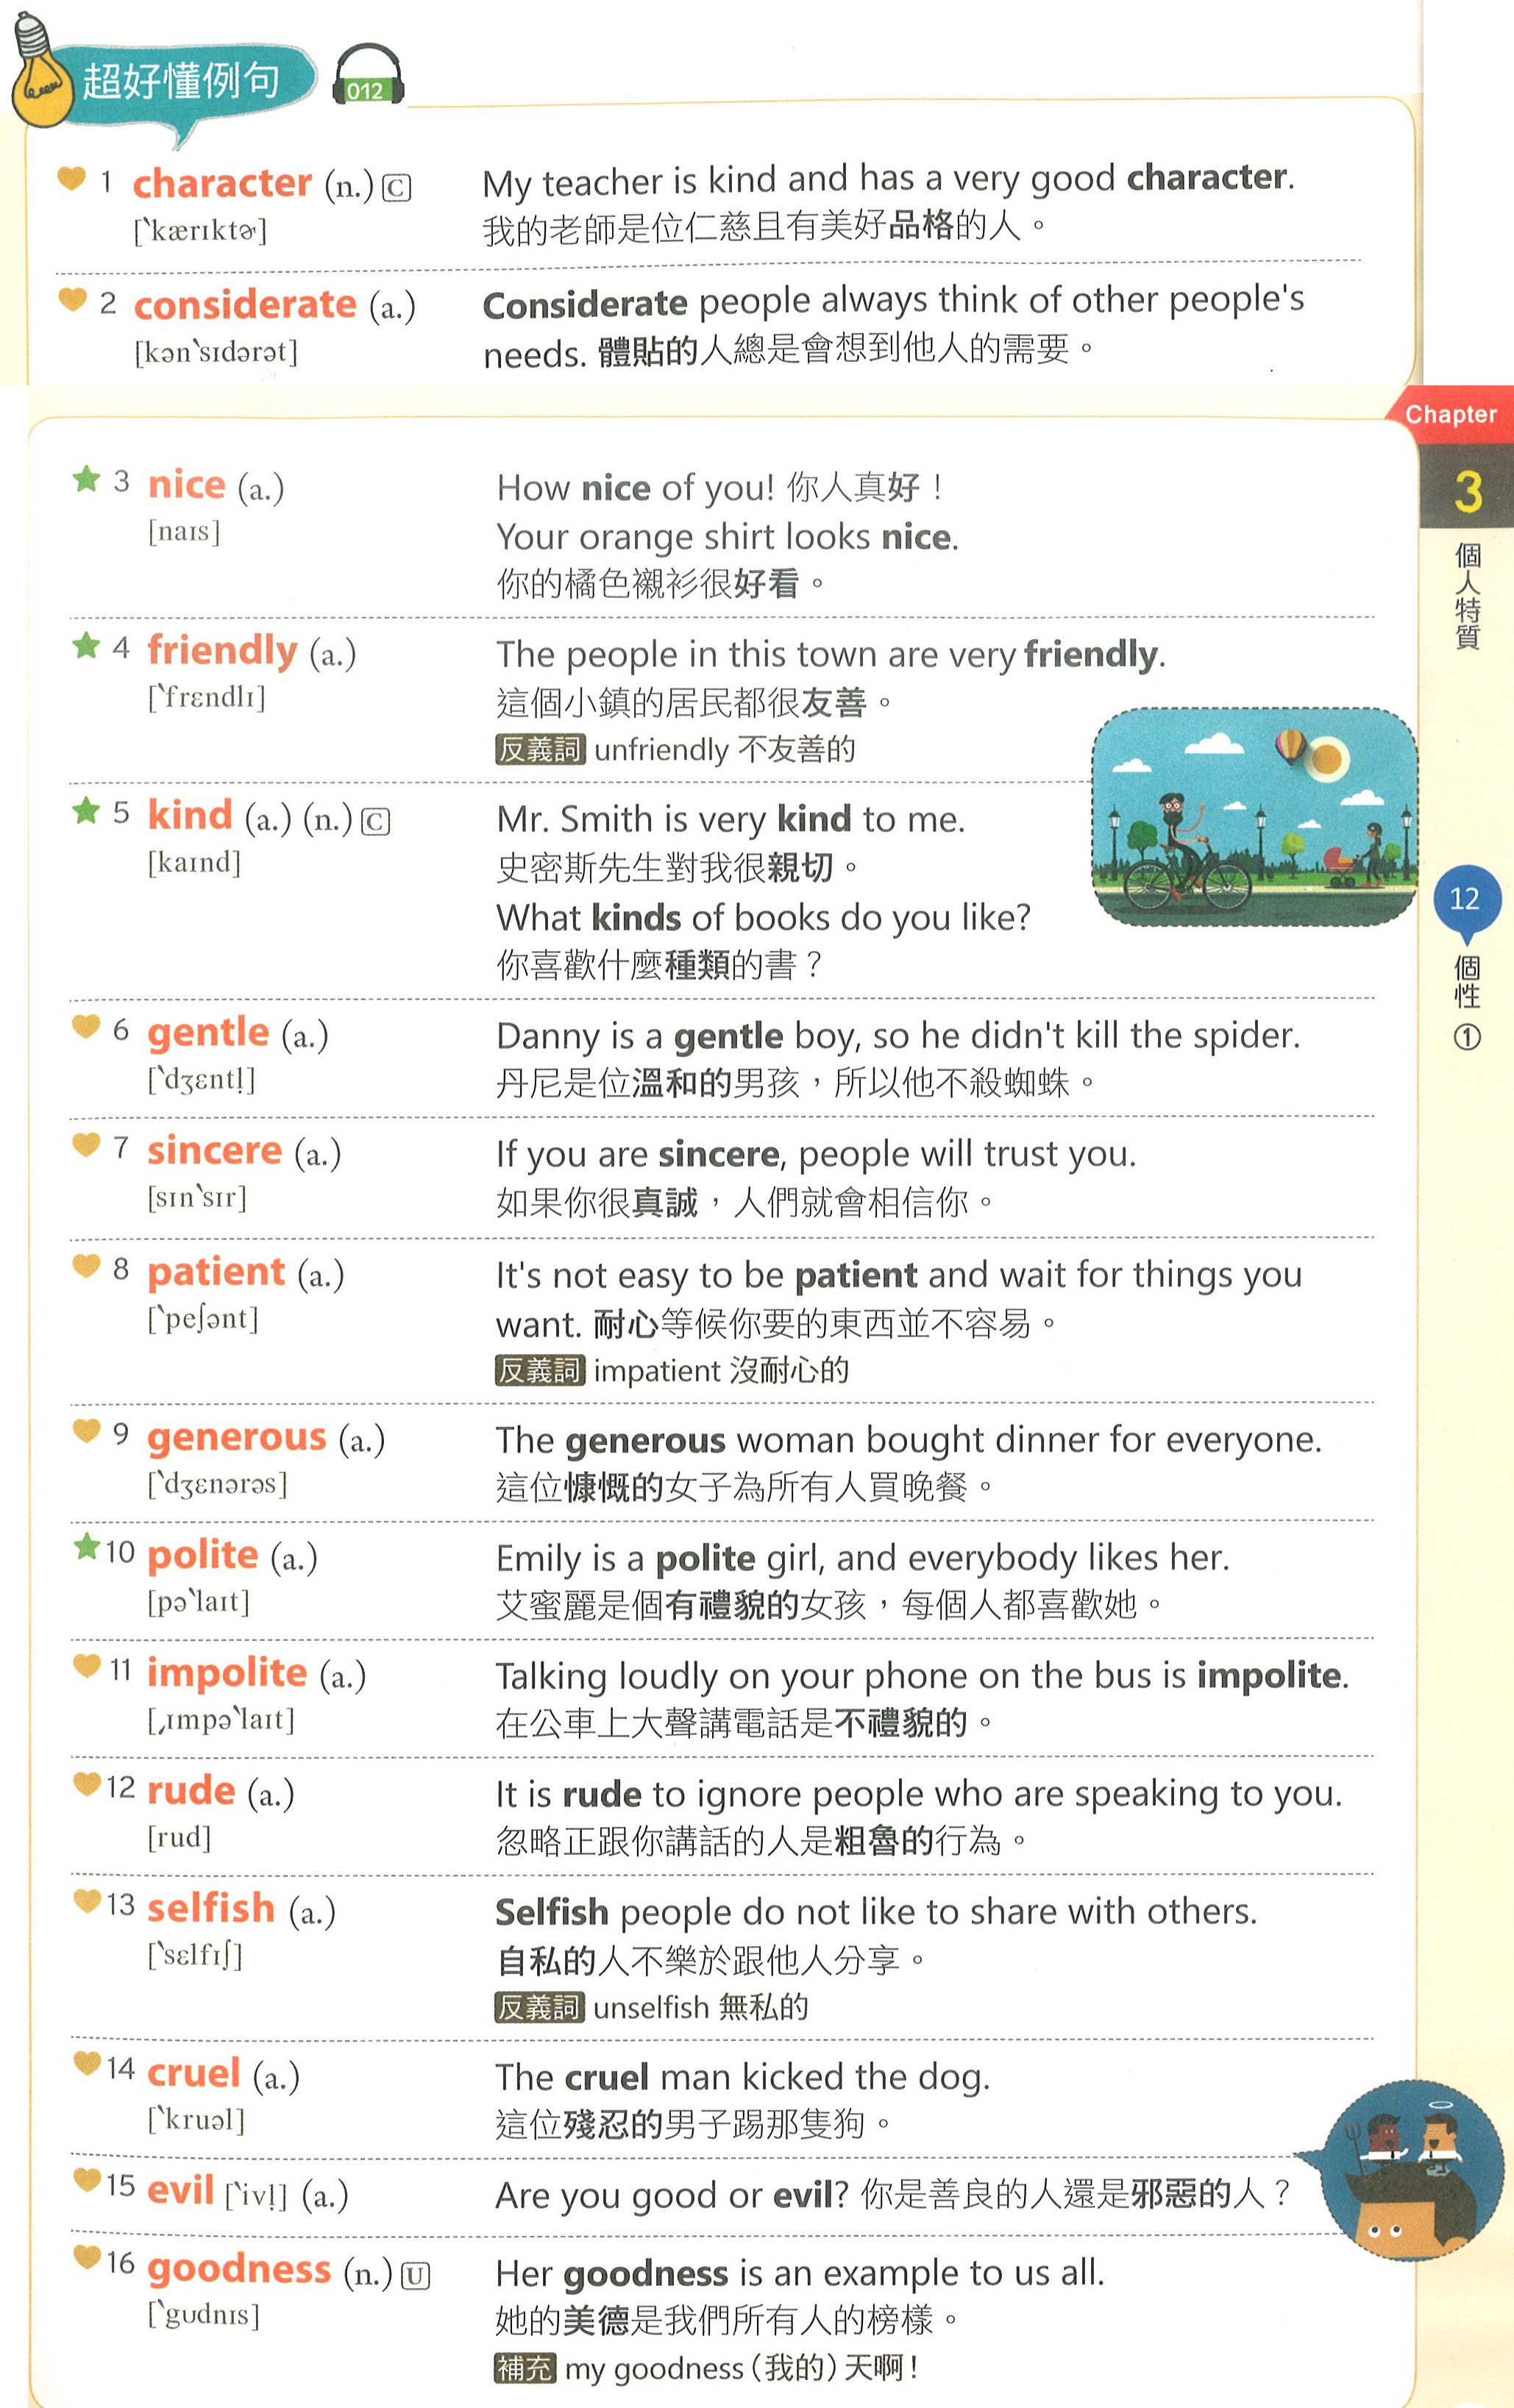 超好懂例句
012
1 character (n.) C
[ˋkærɪktɚ]
My teacher is kind and has a very good character.
我的老師是位仁慈且有美好品格的人。
2 considerate (a.)
[kənˋsɪdərət]
Considerate people always think of other people's
needs. 體貼的人總是會想到他人的需要。
Chapter
3
個人特質
12
個性①
3 nice (a.)
[naɪs]
How nice of you! 你人真好！
Your orange shirt looks nice.
你的橘色襯衫很好看。
4 friendly (a.)
[ˋfrɛndlɪ]
The people in this town are very friendly.
這個小鎮的居民都很友善。
反義詞 unfriendly 不友善的
5 kind (a.) (n.) C
[kaɪnd]
Mr. Smith is very kind to me.
史密斯先生對我很親切。
What kinds of books do you like?
你喜歡什麼種類的書？
6 gentle (a.)
[ˋdʒɛntḷ]
Danny is a gentle boy, so he didn't kill the spider.
丹尼是位溫和的男孩，所以他不殺蜘蛛。
7 sincere (a.)
[sɪnˋsɪr]
If you are sincere, people will trust you.
如果你很真誠，人們就會相信你。
8 patient (a.)
[ˋpeʃənt]
It's not easy to be patient and wait for things you
want. 耐心等候你要的東西並不容易。
反義詞 impatient 沒耐心的
9 generous (a.)
[ˋdʒɛnərəs]
The generous woman bought dinner for everyone.
這位慷慨的女子為所有人買晚餐。
10 polite (a.)
[pəˋlaɪt]
Emily is a polite girl, and everybody likes her.
艾蜜麗是個有禮貌的女孩，每個人都喜歡她。
11 impolite (a.)
[ˏɪmpəˋlaɪt]
Talking loudly on your phone on the bus is impolite.
在公車上大聲講電話是不禮貌的。
12 rude (a.)
[rud]
It is rude to ignore people who are speaking to you.
忽略正跟你講話的人是粗魯的行為。
13 selfish (a.)
[ˋsɛlfɪʃ]
Selfish people do not like to share with others.
自私的人不樂於跟他人分享。
反義詞 unselfish 無私的
14 cruel (a.)
[ˋkruəl]
The cruel man kicked the dog.
這位殘忍的男子踢那隻狗。
15 evil [ˋivḷ] (a.)
Are you good or evil? 你是善良的人還是邪惡的人？
16 goodness (n.) U
[ˋgudnɪs]
Her goodness is an example to us all.
她的美德是我們所有人的榜樣。
補充 my goodness（我的）天啊！